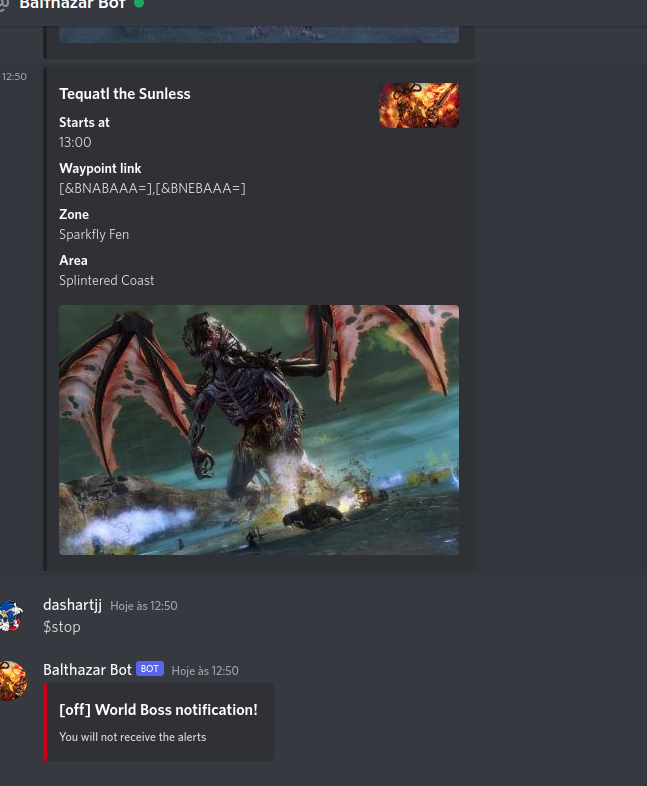 @ Balthazar Bot
12:50
Tequatl the Sunless
Starts at
13:00
Waypoint link
[&BNABAAA=],[&BNEBAAA=]
Zone
Sparkfly Fen
Area
Splintered Coast
dashartjj Hoje às 12:50
$stop
Balthazar Bot BOT Hoje às 12:50
[off] World Boss notification!
You will not receive the alerts